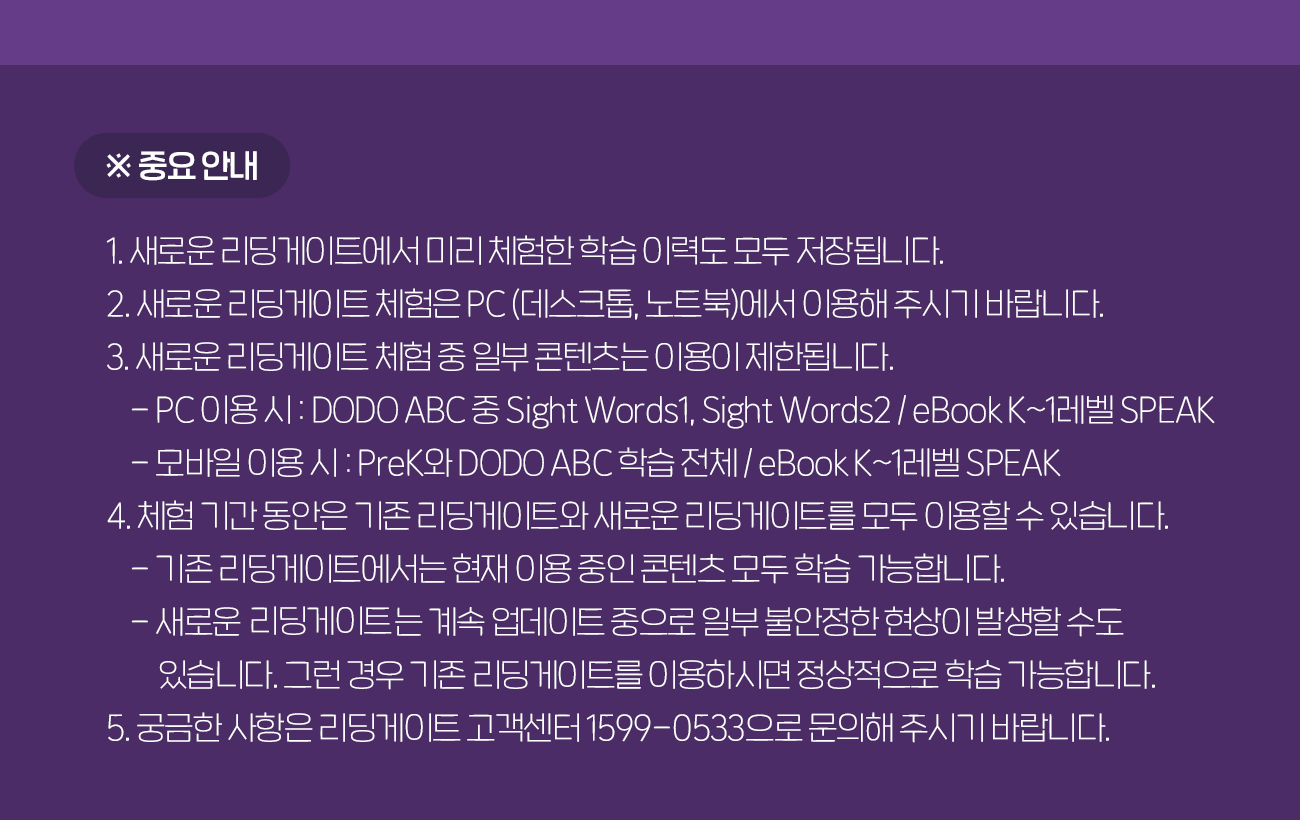 ※ 중요 안내
1. 새로운 리딩게이트에서 미리 체험한 학습 이력도 모두 저장됩니다.
2. 새로운 리딩게이트 체험은 PC (데스크톱, 노트북)에서 이용해 주시기 바랍니다.
3. 새로운 리딩게이트 체험 중 일부 콘텐츠는 이용이 제한됩니다.
– PC 이용 시 : DODO ABC 중 Sight Words1, Sight Words2 / eBook K~1레벨 SPEAK
– 모바일 이용 시 : PreK와 DODO ABC 학습 전체 / eBook K~1레벨 SPEAK
4. 체험 기간 동안은 기존 리딩게이트와 새로운 리딩게이트를 모두 이용할 수 있습니다.
– 기존 리딩게이트에서는 현재 이용 중인 콘텐츠 모두 학습 가능합니다.
– 새로운 리딩게이트는 계속 업데이트 중으로 일부 불안정한 현상이 발생할 수도
있습니다. 그런 경우 기존 리딩게이트를 이용하시면 정상적으로 학습 가능합니다.
5. 궁금한 사항은 리딩게이트 고객센터 1599-0533으로 문의해 주시기 바랍니다.